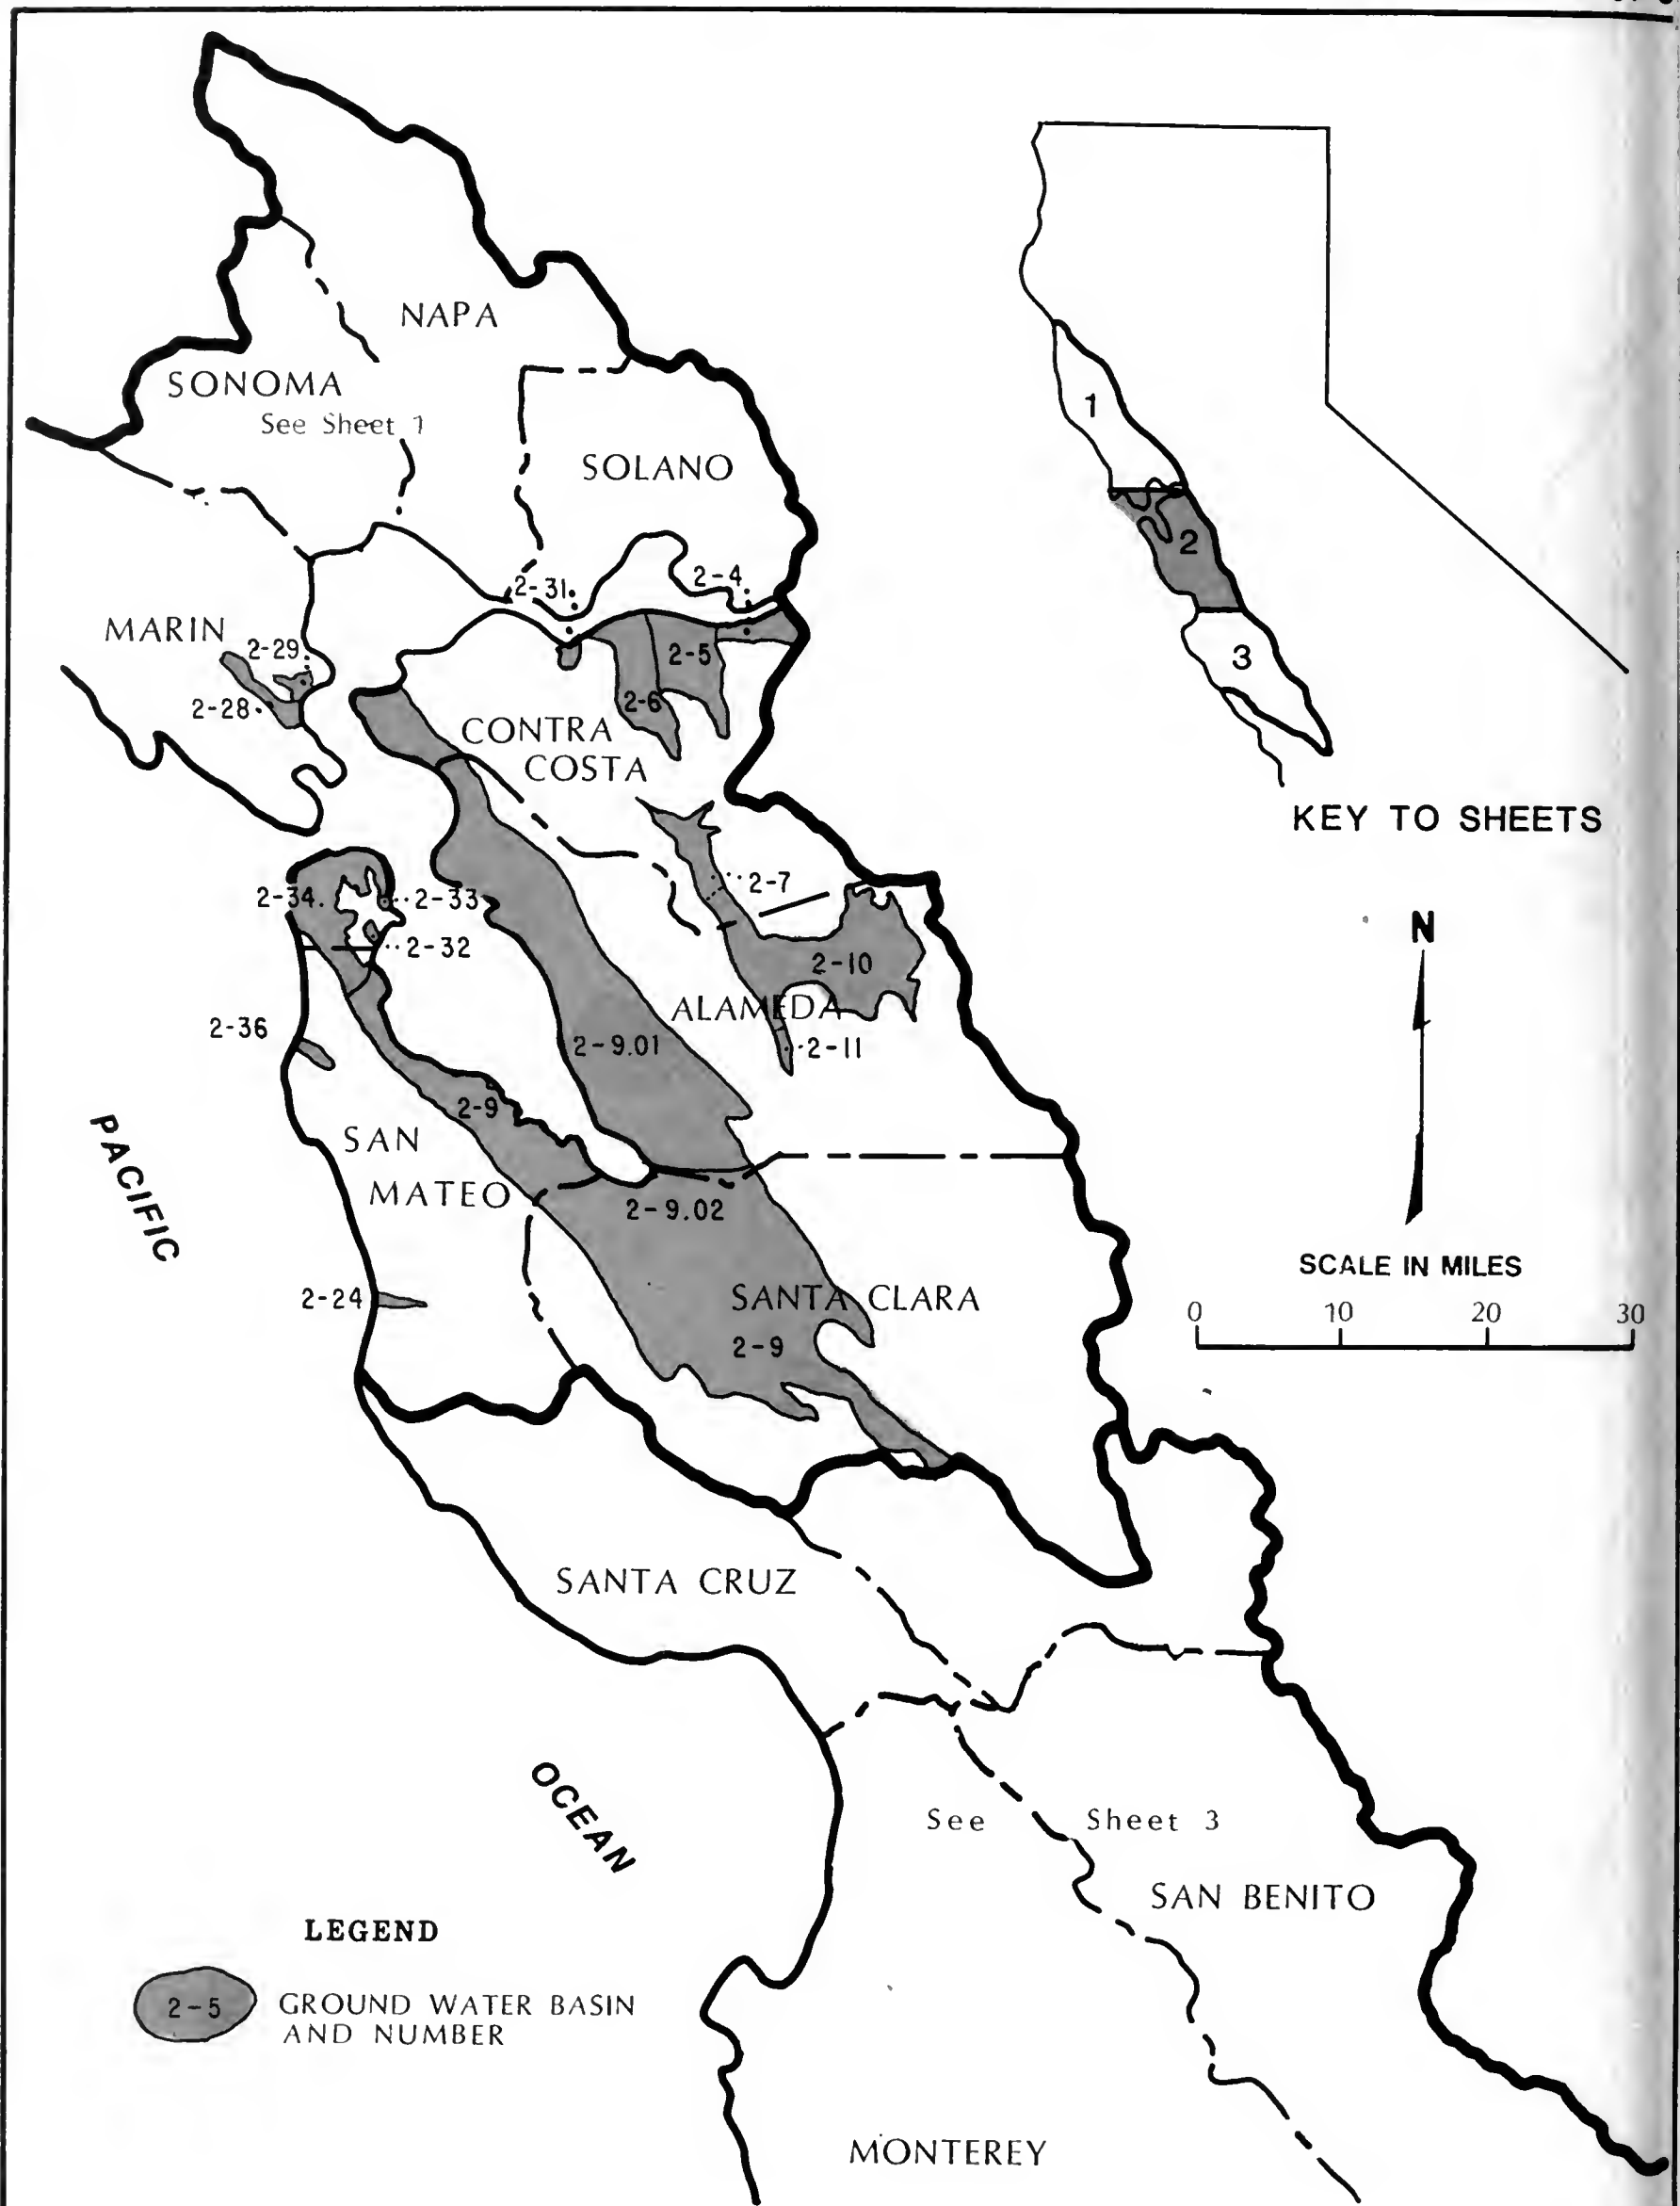 NAPA
SONOMA
See Sheet 1
SOLANO
2-31
2-4
MARIN
2-29
2-28
2-5
2-6
CONTRA
COSTA
1
2
3
KEY TO SHEETS
2-34
2-33
2-32
2-7
2-10
ALAMEDA
2-11
2-36
2-9.01
2-9
SAN
MATEO
2-9.02
PACIFIC
N
SCALE IN MILES
0 10 20 30
2-24
SANTA CLARA
2-9
SANTA CRUZ
OCEAN
See Sheet 3
SAN BENITO
LEGEND
2-5
GROUND WATER BASIN
AND NUMBER
MONTEREY